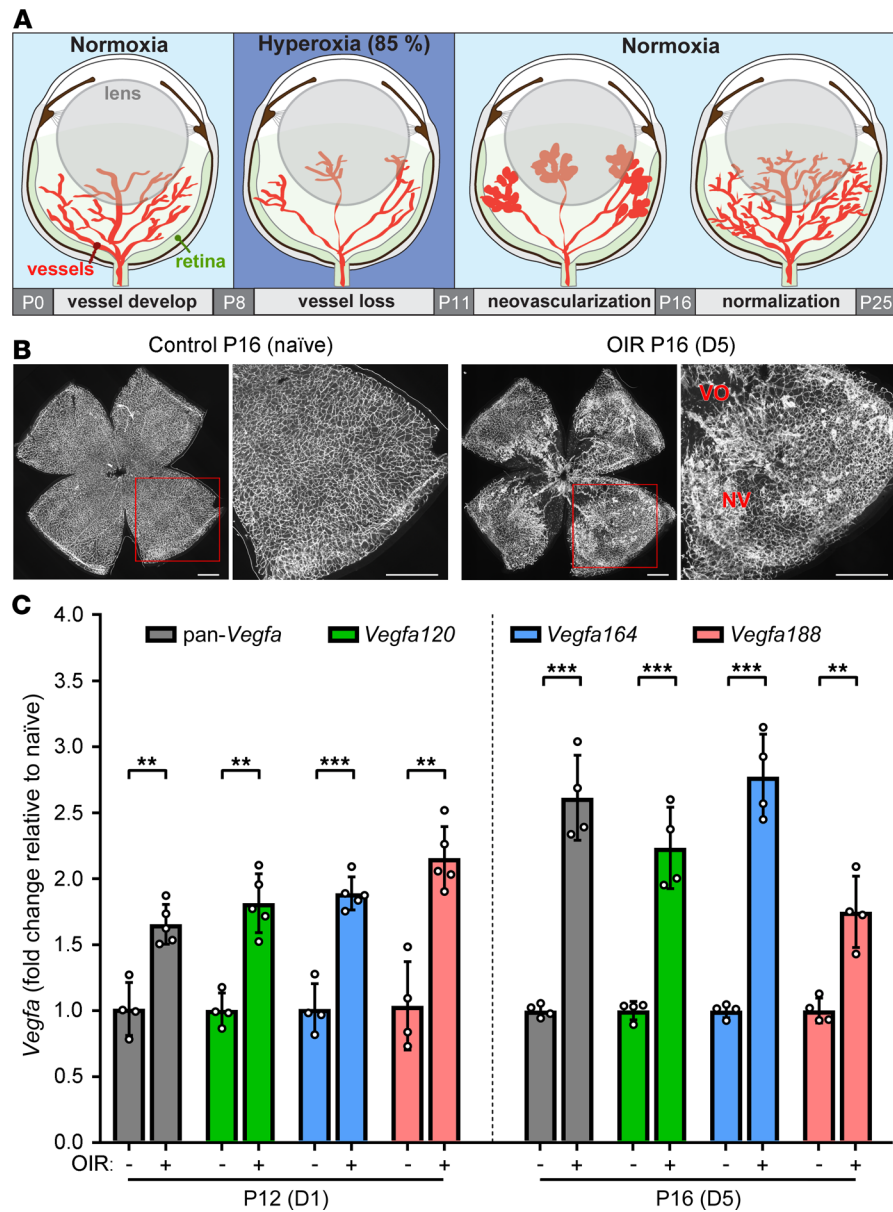 A
Normoxia
Hyperoxia (85 %)
Normoxia
lens
vessels
retina
P0 vessel develop P8 vessel loss P11 neovascularization P16 normalization P25
B
Control P16 (naïve)
OIR P16 (D5)
VO
NV
C
Vegfa (fold change relative to naïve)
4.0
3.5
3.0
2.5
2.0
1.5
1.0
0.5
0.0
pan-Vegfa Vegfa120 Vegfa164 Vegfa188
*** *** *** **
** ** *** **
OIR: - + - + - + - + - + - + - + - +
P12 (D1) P16 (D5)